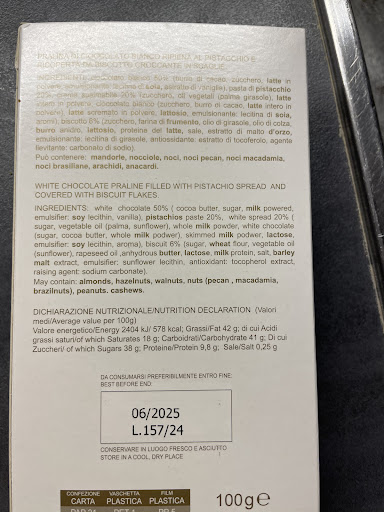 PRALINA DI CIOCCOLATO BIANCO RIPIENA AL PISTACCHIO E
RICOPERTA DA BISCOTTO CROCCANTE IN SCAGLIE.
INGREDIENTI: cioccolato bianco 50% (burro di cacao, zucchero, latte in
polvere, emulsionante: lecitina di soia, estratto di vaniglia), pasta di pistacchio
20%, crema spalmabile 20% (zucchero, oli vegetali (palma, girasole), latte
intero in polvere, cioccolato bianco (zucchero, burro di cacao, latte intero in
polvere), latte scremato in polvere, lattosio, emulsionante: lecitina di soia,
aromi), biscotto 6% (zucchero, farina di frumento, olio di girasole, olio di colza,
burro anidro, lattosio, proteine del latte, sale, estratto di malto d'orzo,
emulsionante: lecitina di girasole, antiossidante: estratto di tocoferolo, agente
lievitante: carbonato di sodio).
Può contenere: mandorle, nocciole, noci, noci pecan, noci macadamia,
noci brasiliane, arachidi, anacardi.
WHITE CHOCOLATE PRALINE FILLED WITH PISTACHIO SPREAD AND
COVERED WITH BISCUIT FLAKES
INGREDIENTS: white chocolate 50% ( cocoa butter, sugar, milk powered,
emulsifier: soy lecithin, vanilla), pistachios paste 20%, white spread 20% (
sugar, vegetable oil (palma, sunflower), whole milk powder, white chocolate
(sugar, cocoa butter, whole milk podwer), skimmed milk podwer, lactose,
emulsifier: soy lecithin, aroma), biscuit 6% (sugar, wheat flour, vegetable oil
(sunflower), rapeseed oil ,anhydrous butter, lactose, milk protein, salt, barley
malt extract, emulsifier: sunflower lecithin, antioxidant: tocopherol extract,
raising agent: sodium carbonate).
May contain: almonds, hazelnuts, walnuts, nuts (pecan , macadamia,
brazilnuts), peanuts. cashews.
DICHIARAZIONE NUTRIZIONALE/NUTRITION DECLARATION (Valori
medi/Average value per 100g)
Valore energetico/Energy 2404 kJ/ 578 kcal; Grassi/Fat 42 g; di cui Acidi
grassi saturi/of which Saturates 18 g; Carboidrati/Carbohydrate 41 g; Di cui
Zuccheri/ of which Sugars 38 g; Proteine/Protein 9,8 g; Sale/Salt 0,25 g
DA CONSUMARSI PREFERIBILMENTE ENTRO FINE:
BEST BEFORE END:
06/2025
L.157/24
CONSERVARE IN LUOGO FRESCO E ASCIUTTO
STORE IN A COOL, DRY PLACE
CONFEZIONE VASCHETTA FILM
CARTA PLASTICA PLASTICA
PAP 21 PET 1 PP 5
100g e